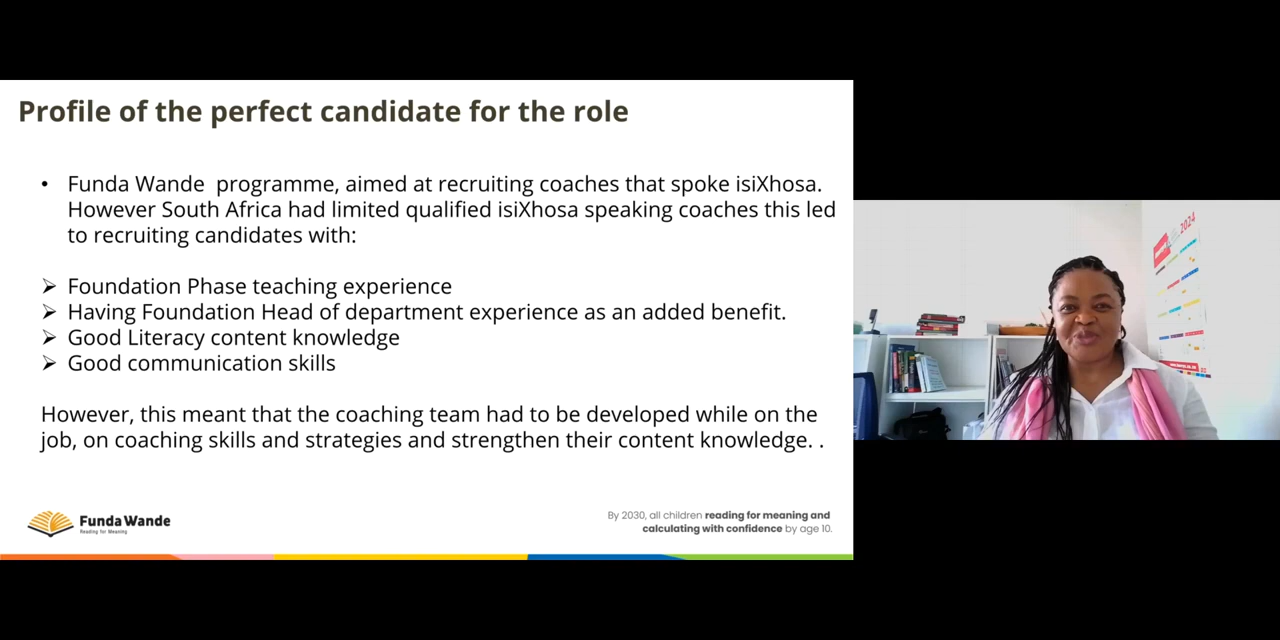 Profile of the perfect candidate for the role
• Funda Wande  programme, aimed at recruiting coaches that spoke isiXhosa.
However South Africa had limited qualified isiXhosa speaking coaches this led
to recruiting candidates with:
➢ Foundation Phase teaching experience
➢ Having Foundation Head of department experience as an added benefit.
➢ Good Literacy content knowledge
➢ Good communication skills
However, this meant that the coaching team had to be developed while on the
job, on coaching skills and strategies and strengthen their content knowledge. .
Funda Wande
Reading for Meaning
By 2030, all children reading for meaning and
calculating with confidence by age 10.
2024